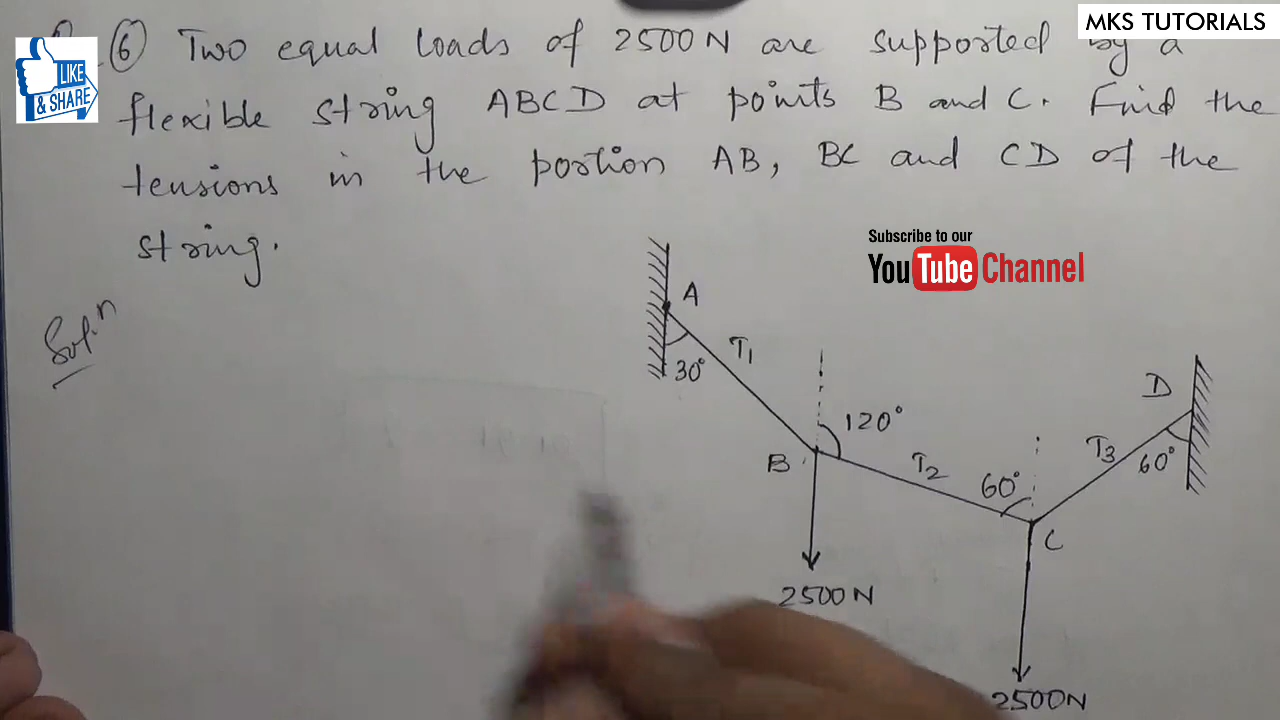 MKS TUTORIALS
LIKE
& SHARE
6 Two equal loads of 2500 N are supported by a
flexible string ABCD at points B and C. Find the
tensions in the portion AB, BC and CD of the
string.
Subscribe to our
YouTube Channel
Sol.n
A
T1
30°
D
120°
B
T2
T3
60°
60°
C
2500 N
2500 N